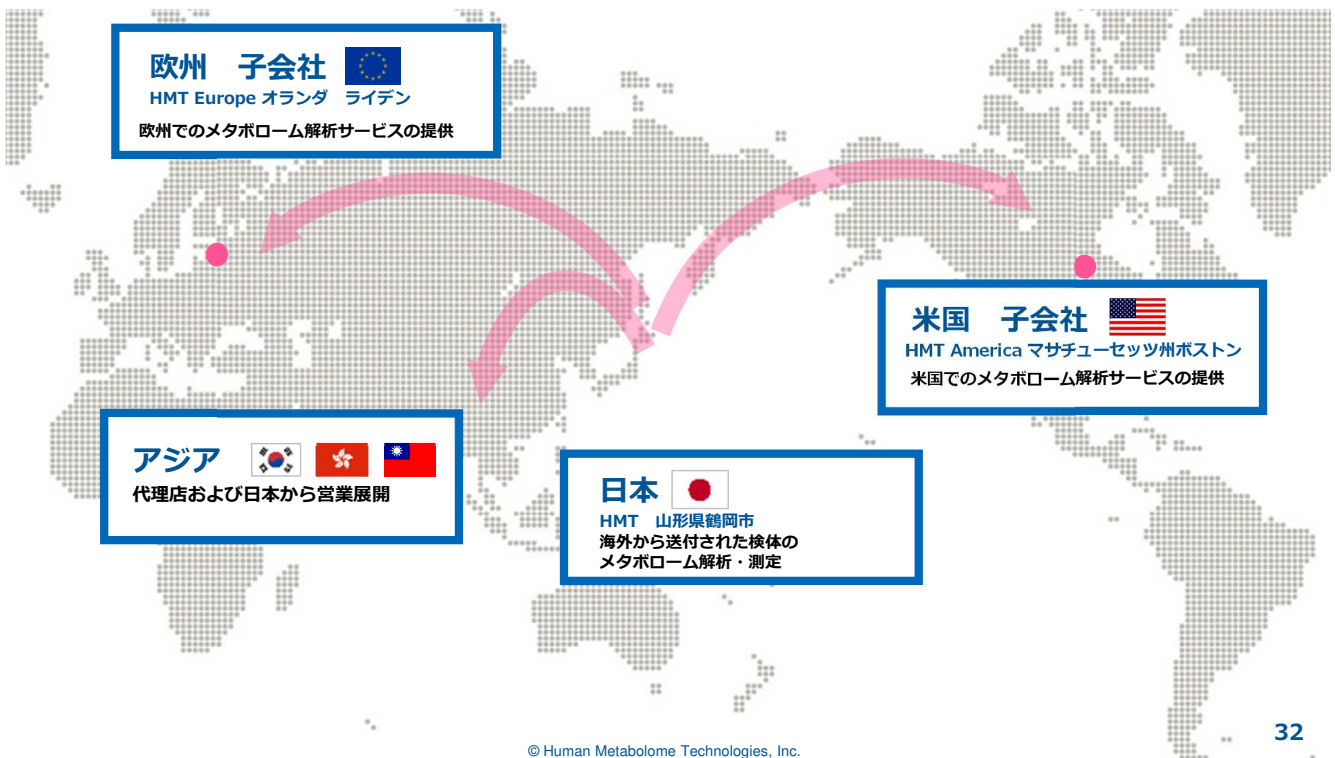 欧州　子会社
HMT Europe オランダ　ライデン
欧州でのメタボローム解析サービスの提供
米国　子会社
HMT America マサチューセッツ州ボストン
米国でのメタボローム解析サービスの提供
アジア
代理店および日本から営業展開
日本
HMT　山形県鶴岡市
海外から送付された検体の
メタボローム解析・測定
© Human Metabolome Technologies, Inc.
32